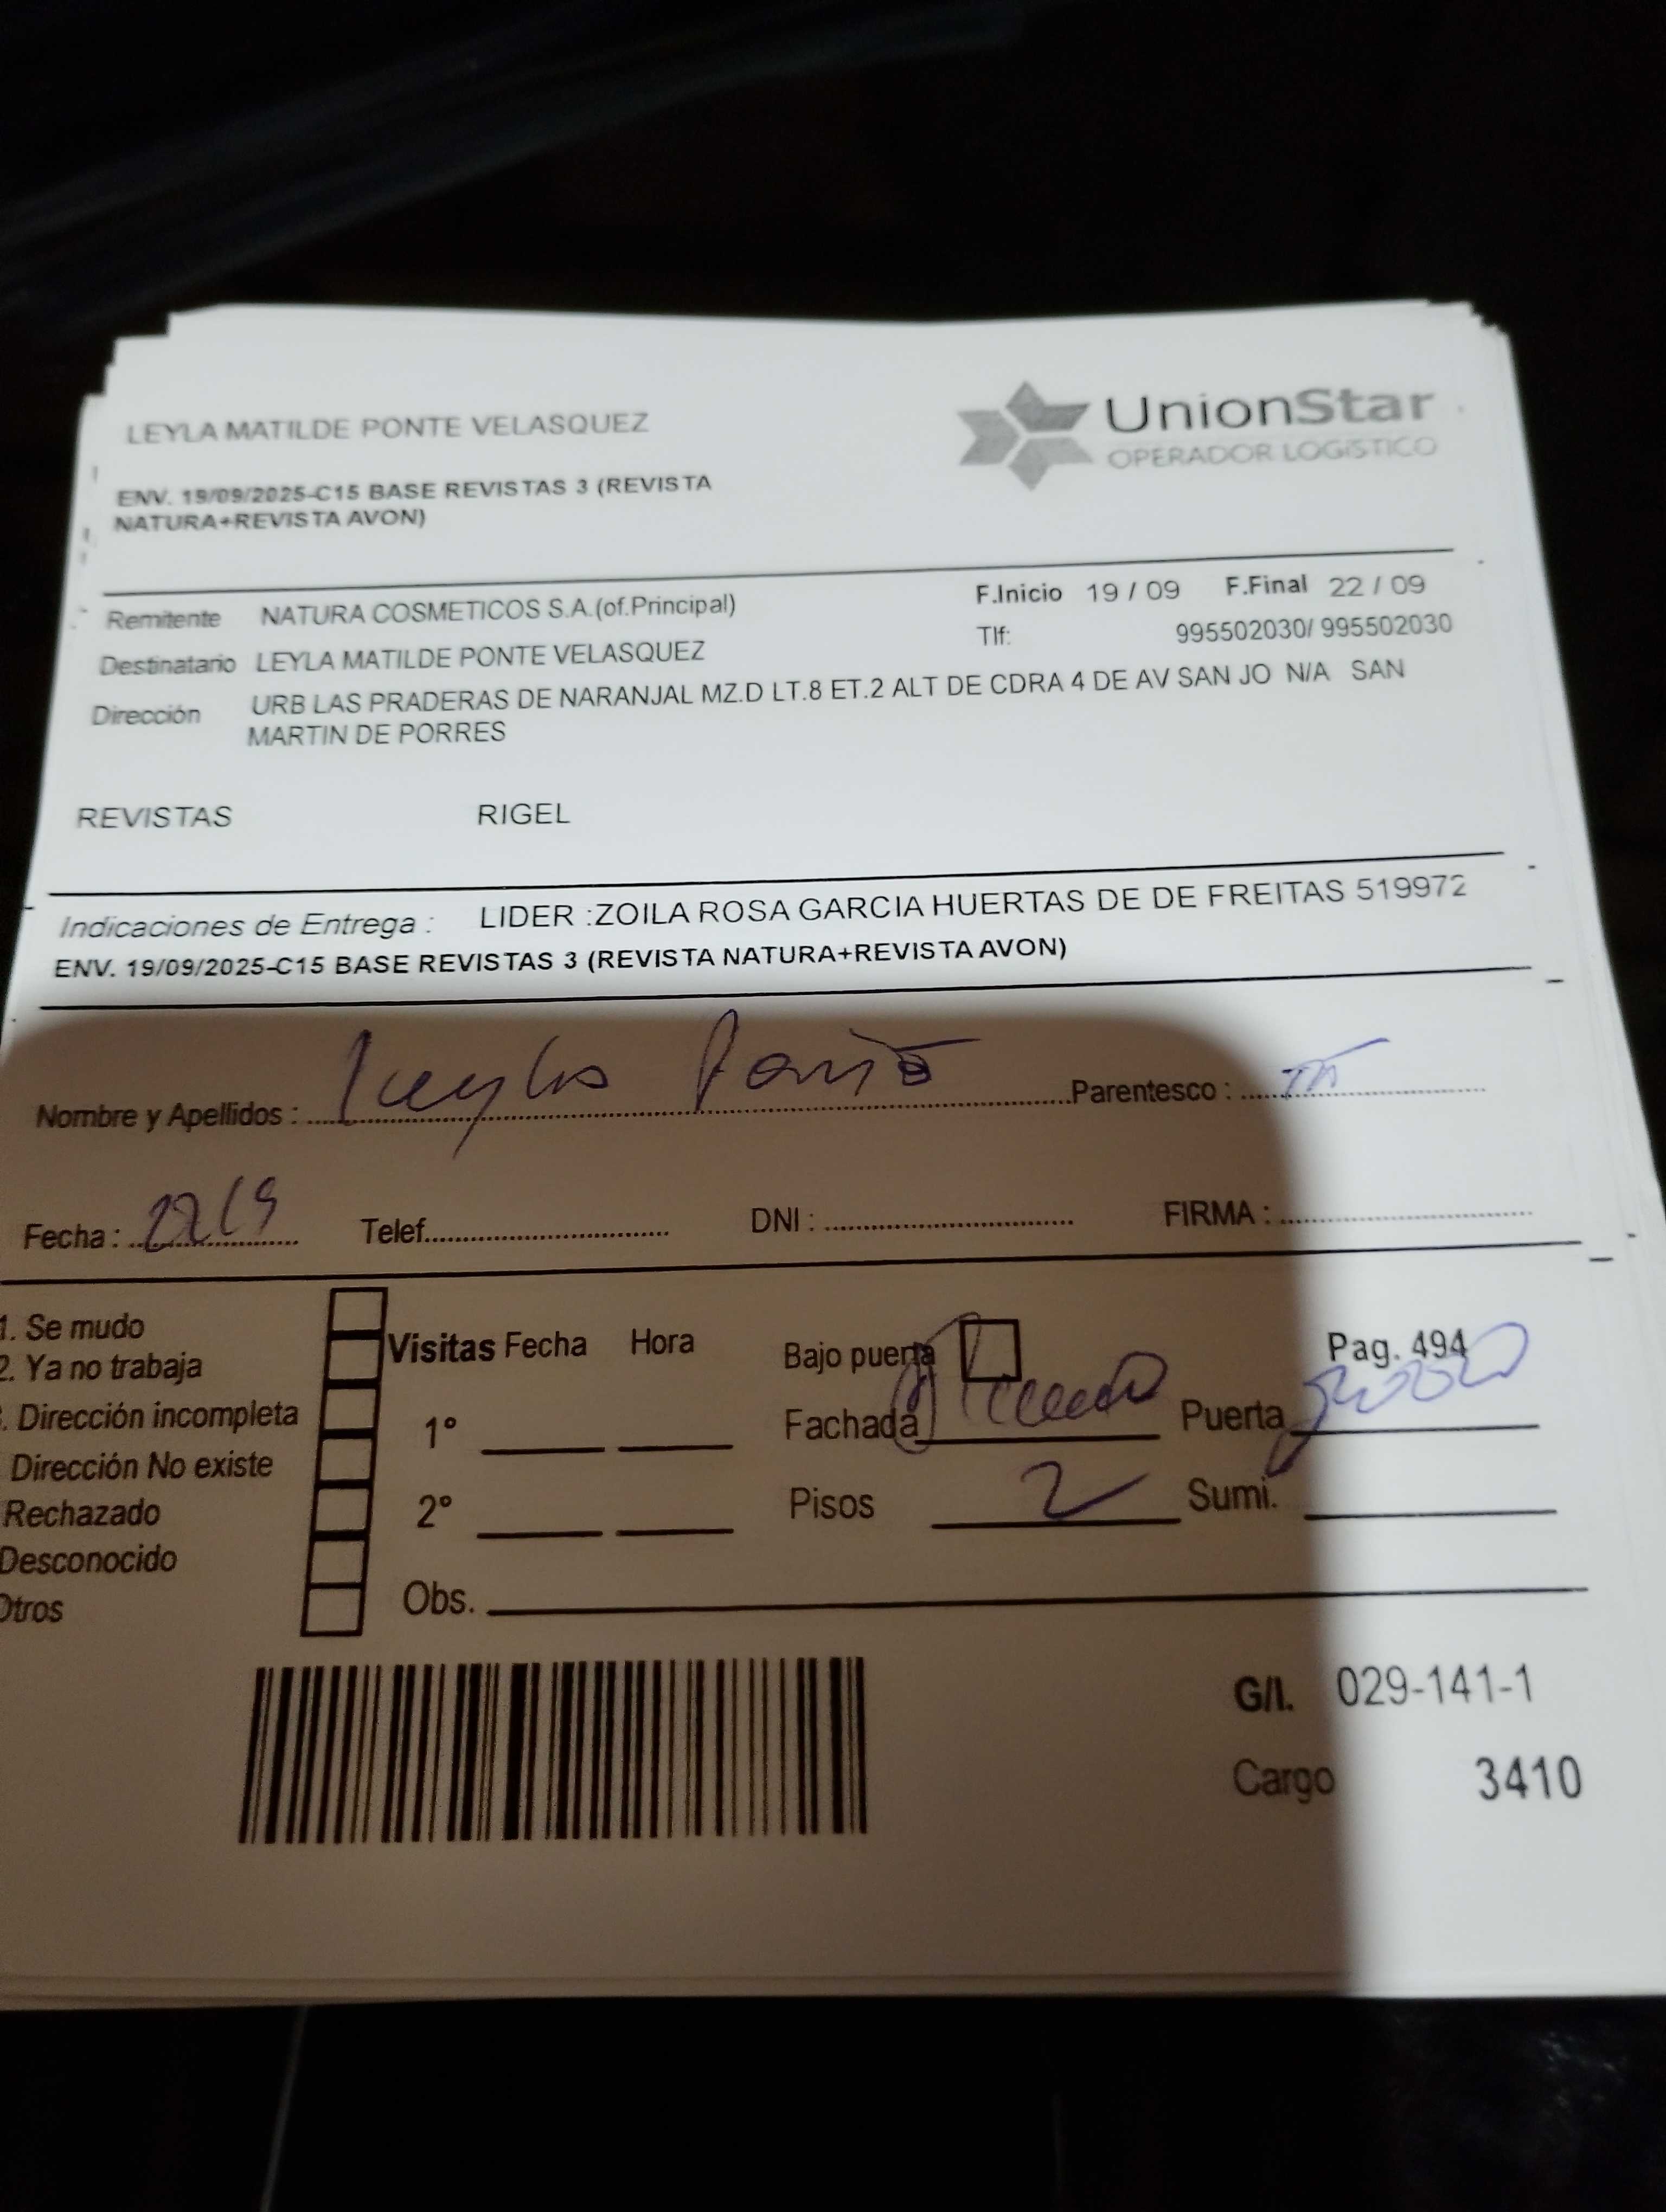 LEYLA MATILDE PONTE VELASQUEZ
UnionStar
OPERADOR LOGíSTICO
ENV. 19/09/2025-C15 BASE REVISTAS 3 (REVISTA
NATURA+REVISTA AVON)
F.Inicio 19 / 09 F.Final 22 / 09
Remitente NATURA COSMETICOS S.A.(of.Principal)
Tlf: 995502030/ 995502030
Destinatario LEYLA MATILDE PONTE VELASQUEZ
Dirección URB LAS PRADERAS DE NARANJAL MZ.D LT.8 ET.2 ALT DE CDRA 4 DE AV SAN JO N/A SAN
MARTIN DE PORRES
REVISTAS RIGEL
Indicaciones de Entrega : LIDER :ZOILA ROSA GARCIA HUERTAS DE DE FREITAS 519972
ENV. 19/09/2025-C15 BASE REVISTAS 3 (REVISTA NATURA+REVISTA AVON)
Nombre y Apellidos : Leyla Ponte Parentesco : TT
Fecha : 22/9 Telef. DNI : FIRMA :
1. Se mudo
2. Ya no trabaja
. Dirección incompleta
Dirección No existe
Rechazado
Desconocido
Otros
Visitas Fecha Hora
1°
2°
Obs.
Bajo puerta Pag. 494
Fachada Puerta
Pisos 2 Sumi.
G/I. 029-141-1
Cargo 3410